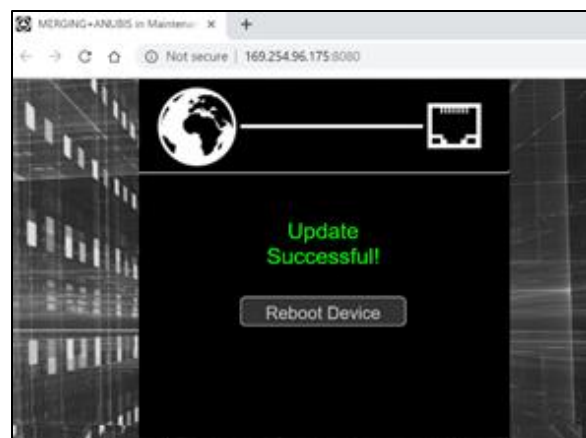 MERGING+ANUBIS in Mainten
Not secure | 169.254.96.175:8080
Update
Successful!
Reboot Device